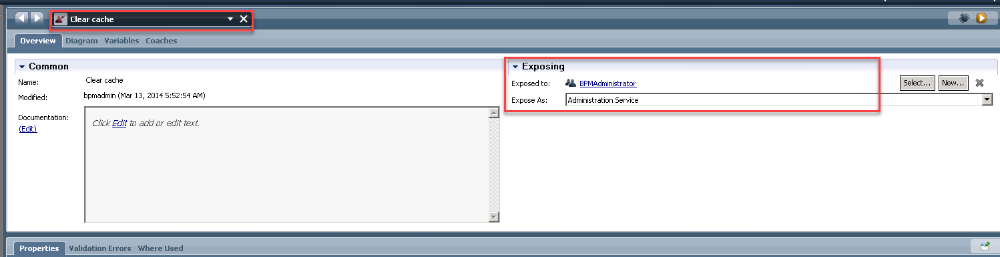 Clear cache
Overview Diagram Variables Coaches
Common
Name: Clear cache
Modified: bpmadmin (Mar 13, 2014 5:52:54 AM)
Documentation:
(Edit)
Click Edit to add or edit text.
Exposing
Exposed to: BPMAdministrator Select... New...
Expose As: Administration Service
Properties Validation Errors Where Used